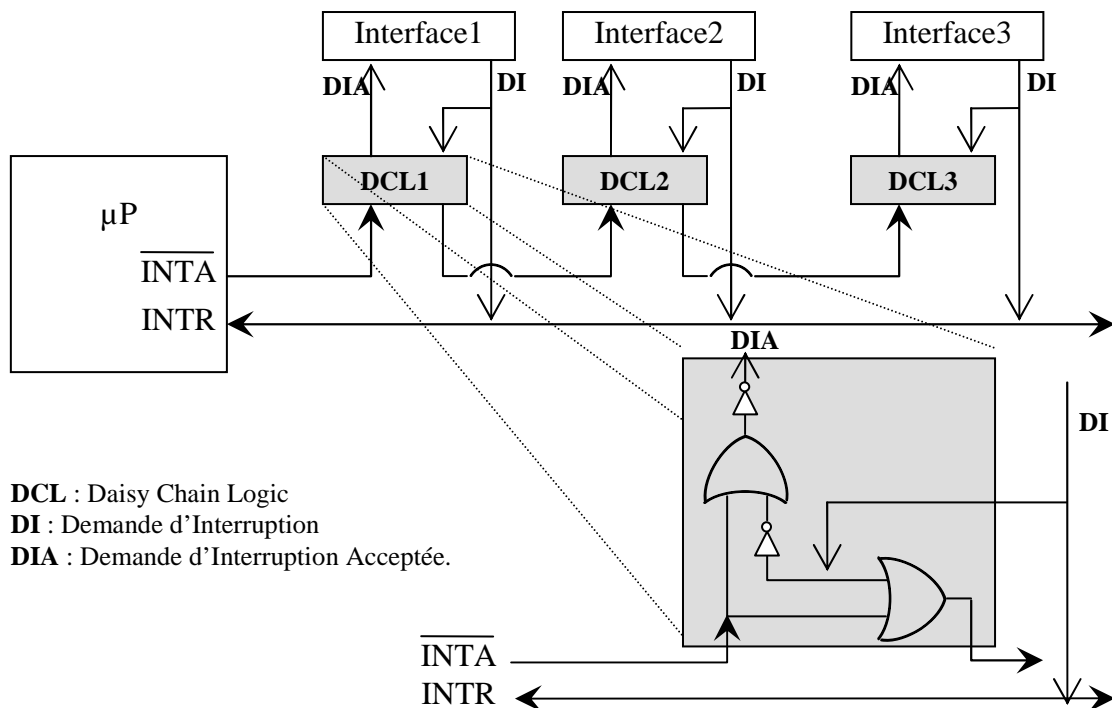 Interface1 Interface2 Interface3
DIA DI DIA DI DIA DI
DCL1 DCL2 DCL3
µP
INTA
INTR
DIA
DI
DCL : Daisy Chain Logic
DI : Demande d'Interruption
DIA : Demande d'Interruption Acceptée.
INTA
INTR